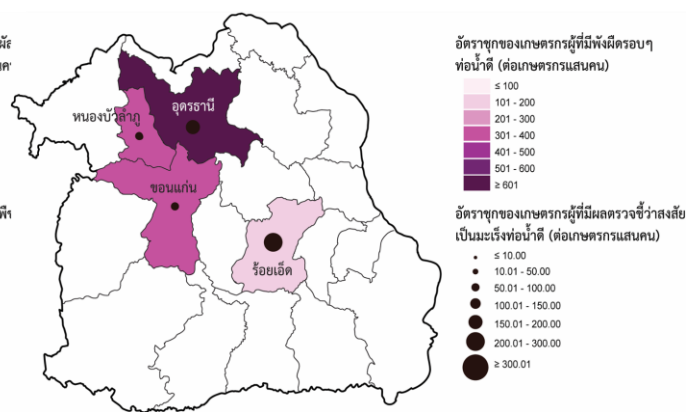 อุดรธานี
หนองบัวลำภู
ขอนแก่น
ร้อยเอ็ด
อัตราชุกของเกษตรกรผู้ที่มีพังผืดรอบๆ
ท่อน้ำดี (ต่อเกษตรกรแสนคน)
≤ 100
101 - 200
201 - 300
301 - 400
401 - 500
501 - 600
≥ 601
อัตราชุกของเกษตรกรผู้ที่มีผลตรวจชี้ว่าสงสัย
เป็นมะเร็งท่อน้ำดี (ต่อเกษตรกรแสนคน)
≤ 10.00
10.01 - 50.00
50.01 - 100.00
100.01 - 150.00
150.01 - 200.00
200.01 - 300.00
≥ 300.01